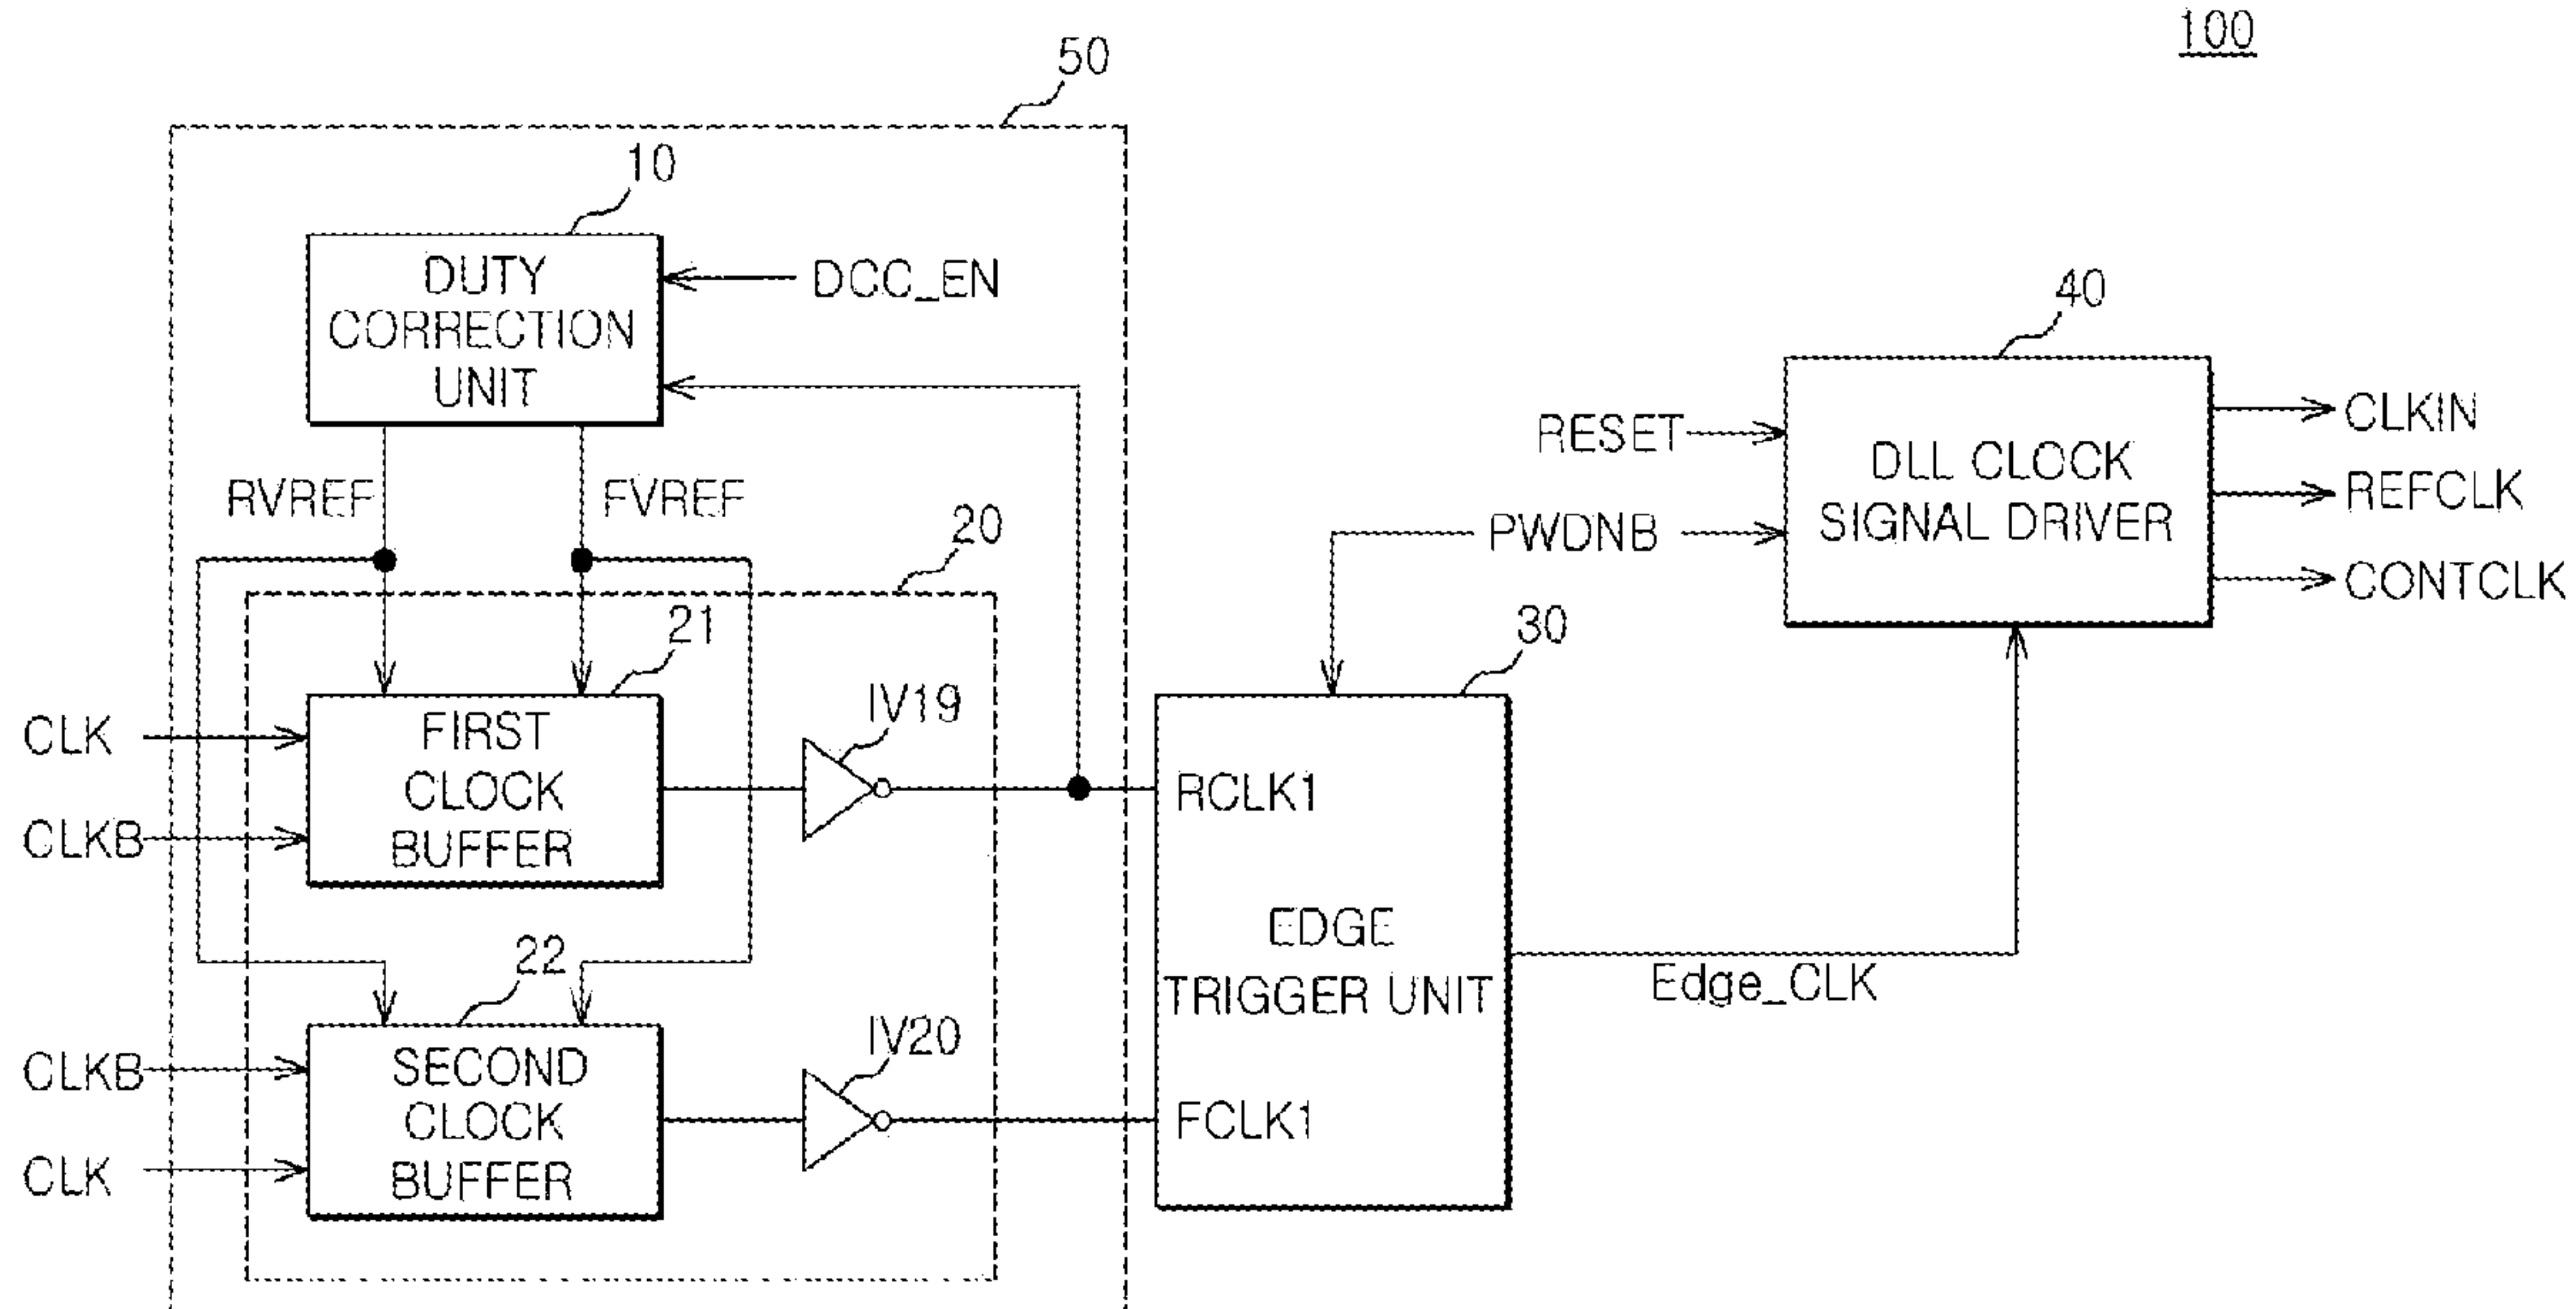 100
50
10
DUTY
CORRECTION
UNIT
DCC_EN
40
RESET
DLL CLOCK
SIGNAL DRIVER
CLKIN
REFCLK
CONTCLK
RVREF
FVREF
20
PWDNB
21
30
CLK
CLKB
FIRST
CLOCK
BUFFER
IV19
RCLK1
EDGE
TRIGGER UNIT
Edge_CLK
22
CLKB
CLK
SECOND
CLOCK
BUFFER
IV20
FCLK1